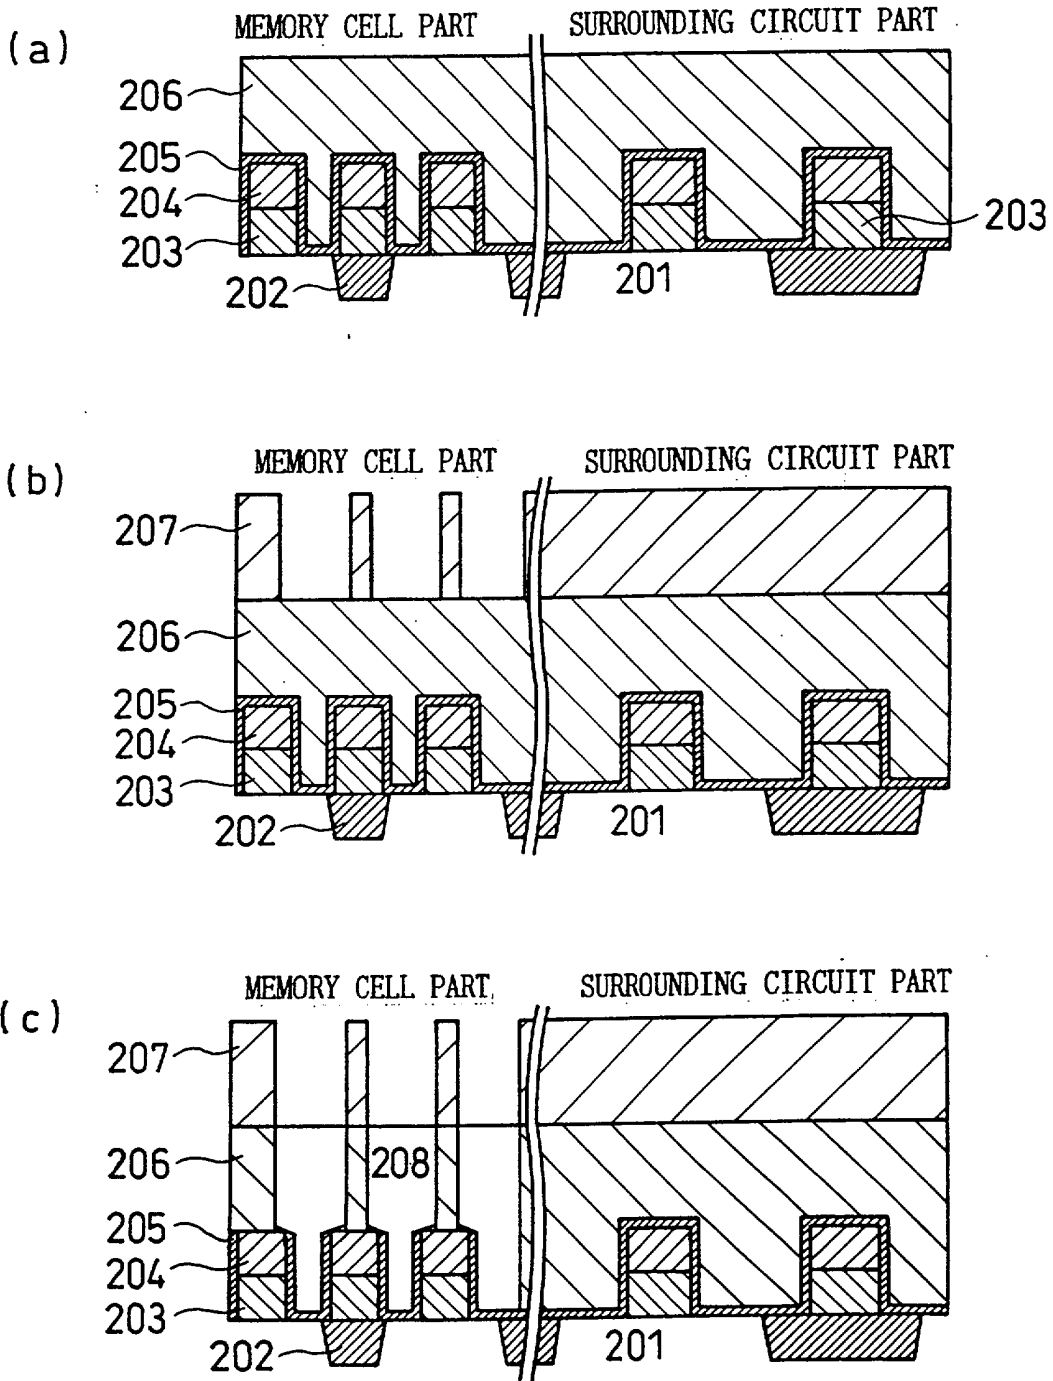 (a)
MEMORY CELL PART
SURROUNDING CIRCUIT PART
206
205
204
203
203
202
201
(b)
MEMORY CELL PART
SURROUNDING CIRCUIT PART
207
206
205
204
203
202
201
(c)
MEMORY CELL PART
SURROUNDING CIRCUIT PART
207
206
208
205
204
203
202
201